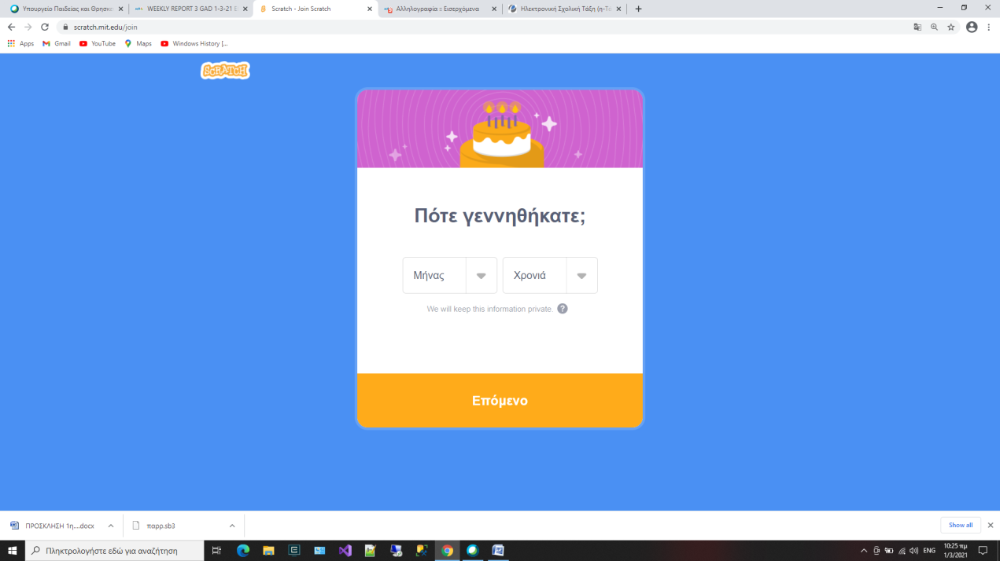 Υπουργείο Παιδείας και Θρησκε
WEEKLY REPORT 3 GAD 1-3-21 Ε
Scratch - Join Scratch
Αλληλογραφία :: Εισερχόμενα
Ηλεκτρονική Σχολική Τάξη (η-Τά
scratch.mit.edu/join
Apps Gmail YouTube Maps Windows History [...
SCRATCH
Πότε γεννηθήκατε;
Μήνας Χρονιά
We will keep this information private. ?
Επόμενο
ΠΡΟΣΚΛΗΣΗ 1η....docx παρρ.sb3 Show all
Πληκτρολογήστε εδώ για αναζήτηση ENG 10:25 πμ
1/3/2021